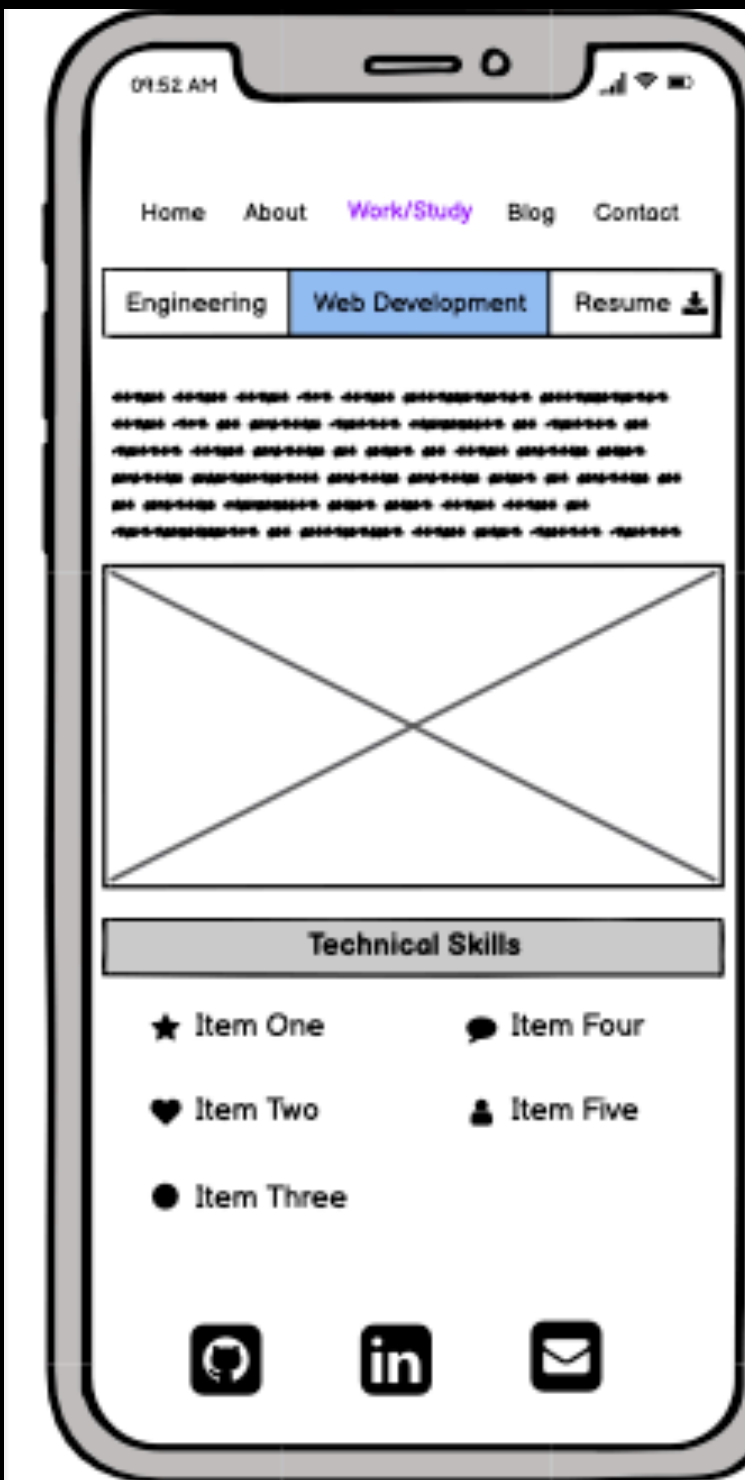 09:52 AM
Home About Work/Study Blog Contact
Engineering Web Development Resume
Technical Skills
Item One Item Four
Item Two Item Five
Item Three
in